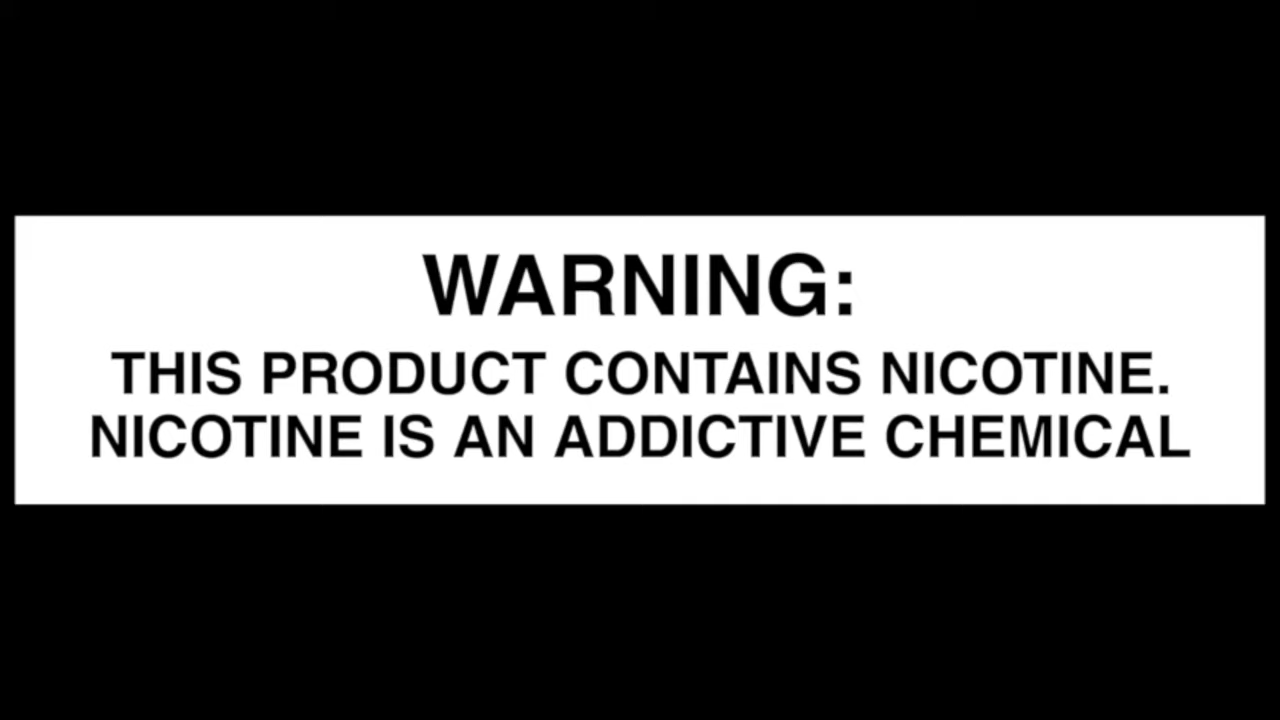 WARNING:
THIS PRODUCT CONTAINS NICOTINE.
NICOTINE IS AN ADDICTIVE CHEMICAL